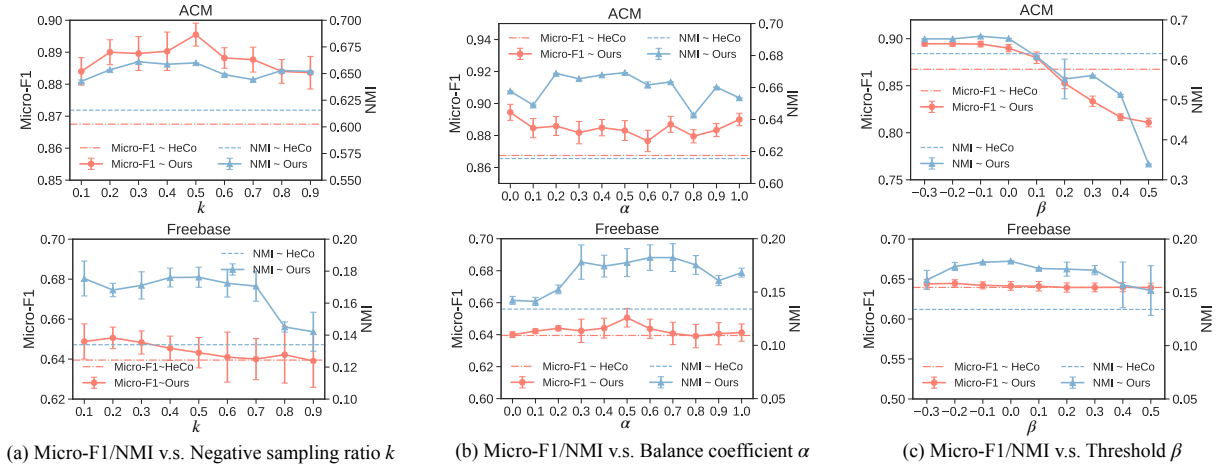 ACM
0.90
0.89
0.88
0.87
0.86
0.85
Micro-F1
0.700
0.675
0.650
0.625
0.600
0.575
0.550
NMI
Micro-F1 ~ HeCo
Micro-F1 ~ Ours
NMI ~ HeCo
NMI ~ Ours
0.1 0.2 0.3 0.4 0.5 0.6 0.7 0.8 0.9
k
ACM
0.94
0.92
0.90
0.88
0.86
Micro-F1
0.70
0.68
0.66
0.64
0.62
0.60
NMI
Micro-F1 ~ HeCo
Micro-F1 ~ Ours
NMI ~ HeCo
NMI ~ Ours
0.0 0.1 0.2 0.3 0.4 0.5 0.6 0.7 0.8 0.9 1.0
α
ACM
0.90
0.85
0.80
0.75
Micro-F1
0.7
0.6
0.5
0.4
0.3
NMI
Micro-F1 ~ HeCo
Micro-F1 ~ Ours
NMI ~ HeCo
NMI ~ Ours
−0.3 −0.2 −0.1 0.0 0.1 0.2 0.3 0.4 0.5
β
Freebase
0.70
0.68
0.66
0.64
0.62
Micro-F1
0.20
0.18
0.16
0.14
0.12
0.10
NMI
NMI ~ HeCo
NMI ~ Ours
Micro-F1~HeCo
Micro-F1~Ours
0.1 0.2 0.3 0.4 0.5 0.6 0.7 0.8 0.9
k
Freebase
0.70
0.68
0.66
0.64
0.62
0.60
Micro-F1
0.20
0.15
0.10
0.05
NMI
Micro-F1 ~ HeCo
Micro-F1 ~ Ours
NMI ~ HeCo
NMI ~ Ours
0.0 0.1 0.2 0.3 0.4 0.5 0.6 0.7 0.8 0.9 1.0
α
Freebase
0.70
0.65
0.60
0.55
0.50
Micro-F1
0.20
0.15
0.10
0.05
NMI
Micro-F1 ~ HeCo
Micro-F1 ~ Ours
NMI ~ HeCo
NMI ~ Ours
−0.3 −0.2 −0.1 0.0 0.1 0.2 0.3 0.4 0.5
β
(a) Micro-F1/NMI v.s. Negative sampling ratio k
(b) Micro-F1/NMI v.s. Balance coefficient α
(c) Micro-F1/NMI v.s. Threshold β